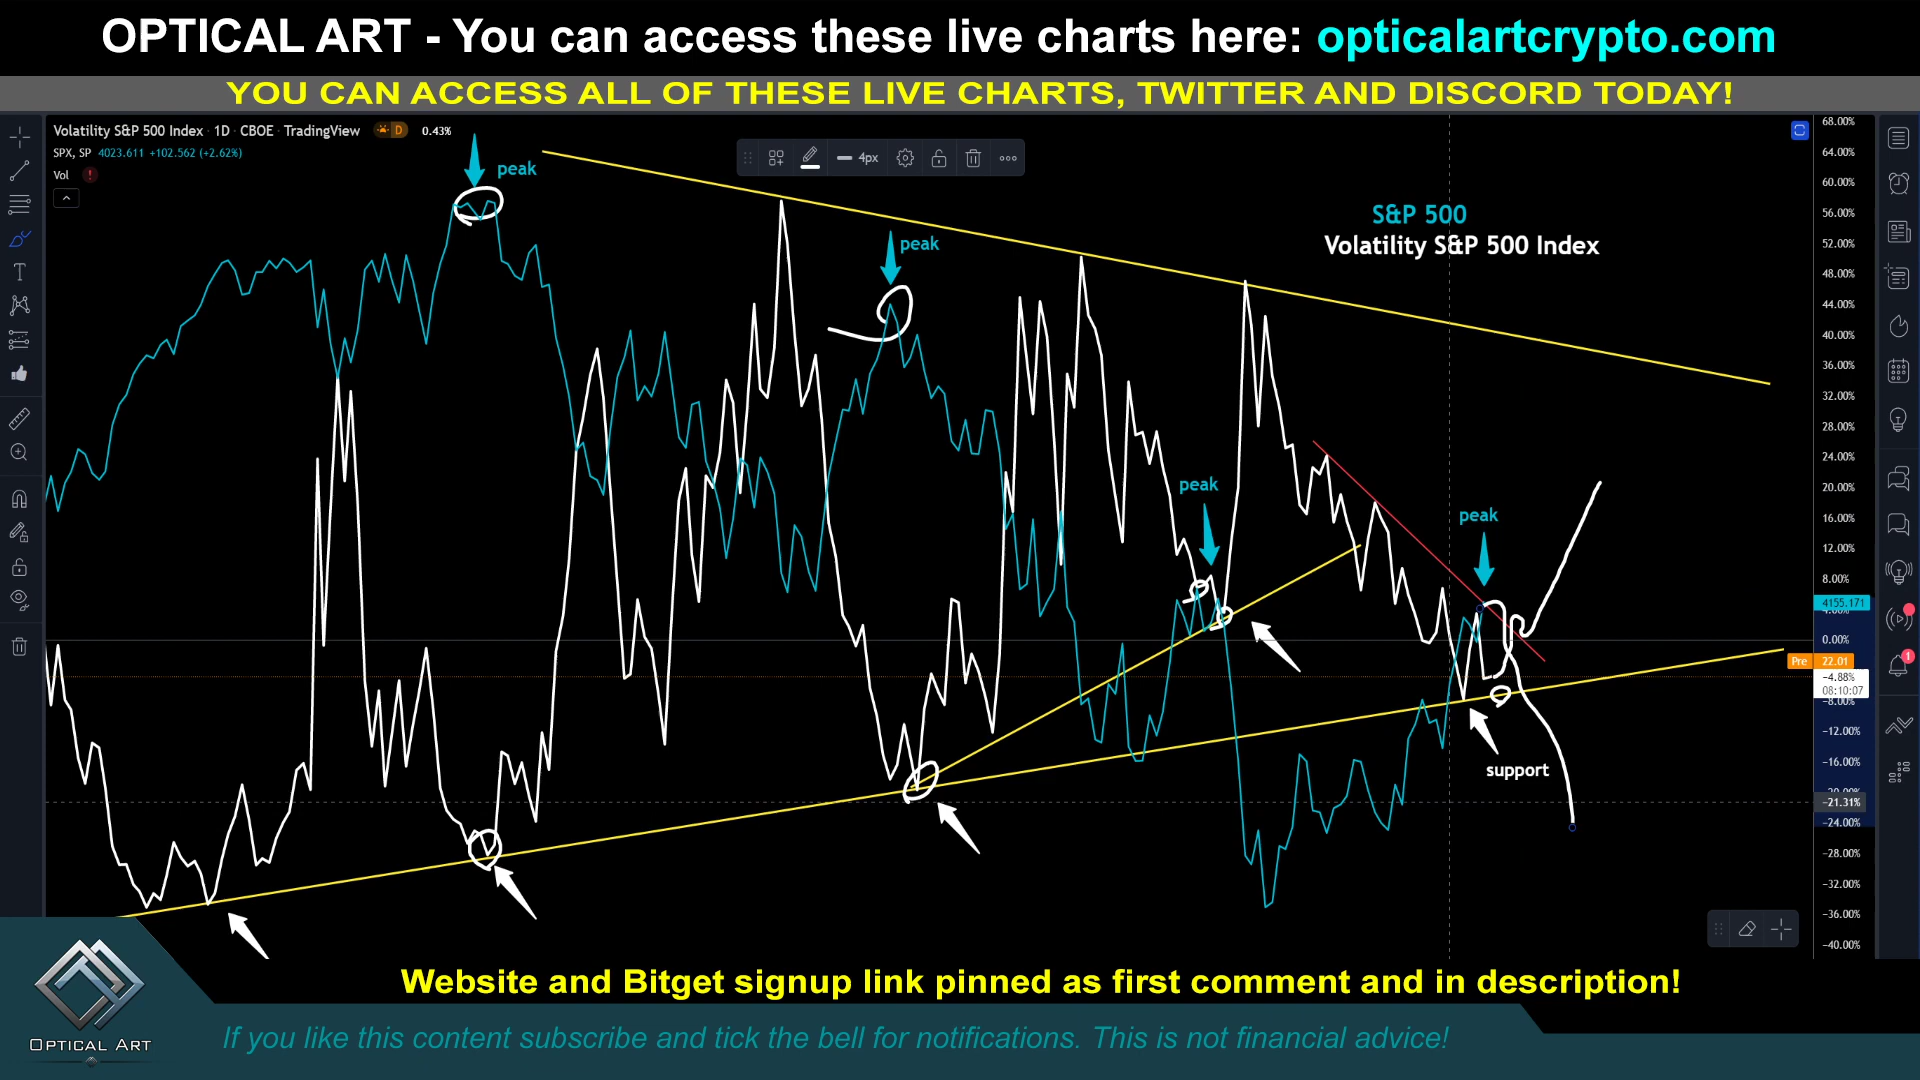 OPTICAL ART - You can access these live charts here: opticalartcrypto.com
YOU CAN ACCESS ALL OF THESE LIVE CHARTS, TWITTER AND DISCORD TODAY!
Volatility S&P 500 Index · 1D · CBOE · TradingView D 0.43%
SPX, SP 4023.611 +102.562 (+2.62%)
Vol
4px
peak
peak
peak
peak
S&P 500
Volatility S&P 500 Index
support
68.00%
64.00%
60.00%
56.00%
52.00%
48.00%
44.00%
40.00%
36.00%
32.00%
28.00%
24.00%
20.00%
16.00%
12.00%
8.00%
4155.171
4.00%
0.00%
Pre 22.01
−4.88%
08:10:07
−8.00%
−12.00%
−16.00%
−20.00%
−21.31%
−24.00%
−28.00%
−32.00%
−36.00%
−40.00%
1
Website and Bitget signup link pinned as first comment and in description!
OPTICAL ART
If you like this content subscribe and tick the bell for notifications. This is not financial advice!